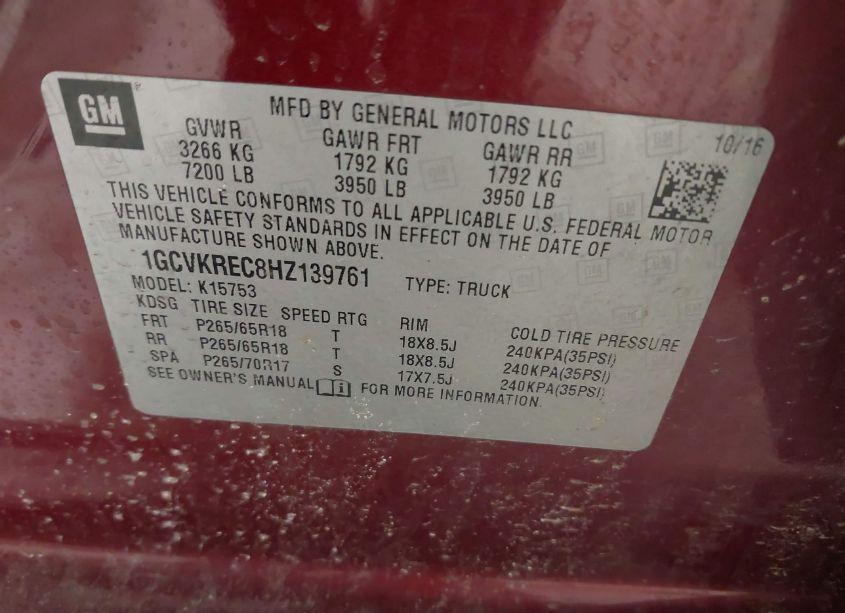 GM
MFD BY GENERAL MOTORS LLC
10/16
GVWR GAWR FRT GAWR RR
3266 KG 1792 KG 1792 KG
7200 LB 3950 LB 3950 LB
THIS VEHICLE CONFORMS TO ALL APPLICABLE U.S. FEDERAL MOTOR
VEHICLE SAFETY STANDARDS IN EFFECT ON THE DATE OF
MANUFACTURE SHOWN ABOVE.
1GCVKREC8HZ139761 TYPE: TRUCK
MODEL: K15753
KDSG TIRE SIZE SPEED RTG RIM COLD TIRE PRESSURE
FRT P265/65R18 T 18X8.5J 240KPA(35PSI)
RR P265/65R18 T 18X8.5J 240KPA(35PSI)
SPA P265/70R17 S 17X7.5J 240KPA(35PSI)
SEE OWNER'S MANUAL FOR MORE INFORMATION.